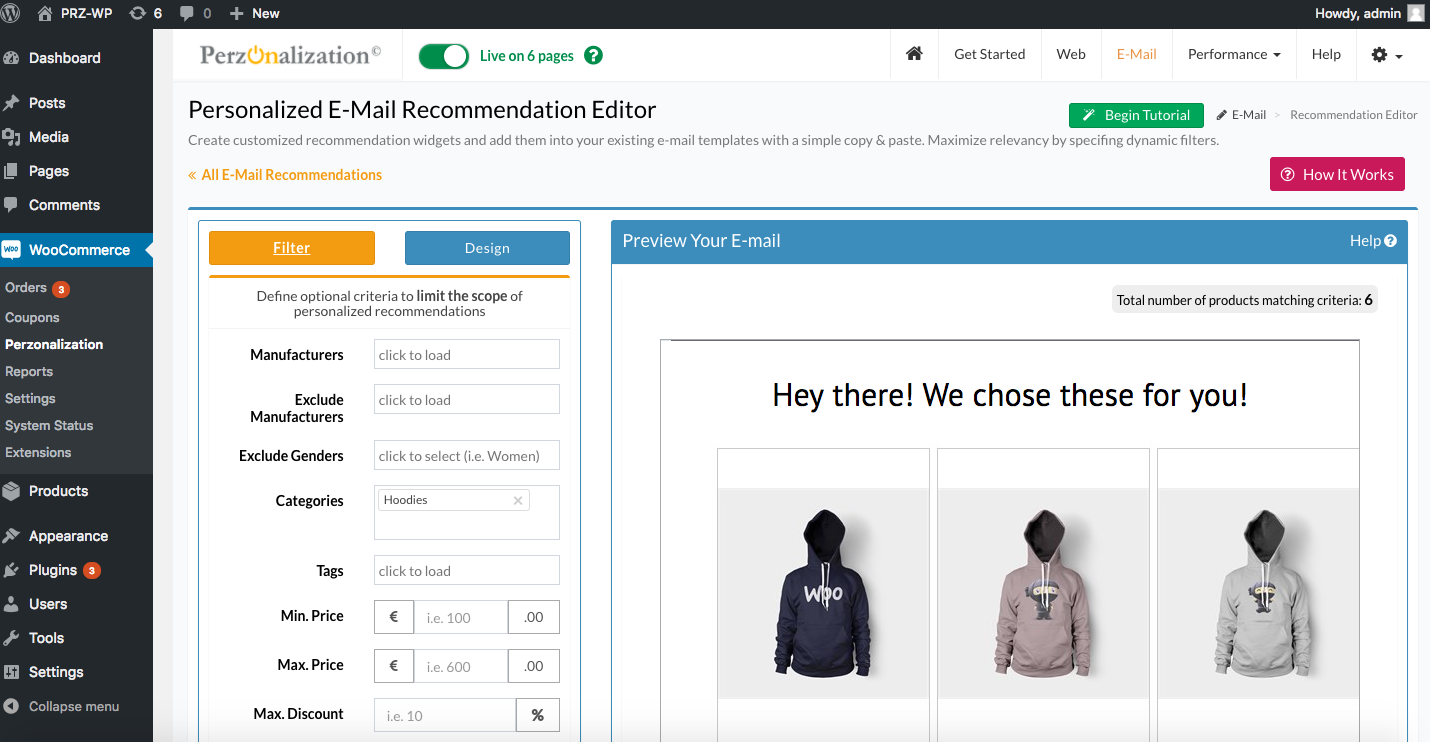 PRZ-WP 6 0 New Howdy, admin
Dashboard
Posts
Media
Pages
Comments
WOO WooCommerce
Orders 3
Coupons
Perzonalization
Reports
Settings
System Status
Extensions
Products
Appearance
Plugins 3
Users
Tools
Settings
Collapse menu
Perzonalization© Live on 6 pages ? Get Started Web E-Mail Performance Help
Personalized E-Mail Recommendation Editor
Begin Tutorial E-Mail > Recommendation Editor
Create customized recommendation widgets and add them into your existing e-mail templates with a simple copy & paste. Maximize relevancy by specifing dynamic filters.
« All E-Mail Recommendations
? How It Works
Filter Design
Define optional criteria to limit the scope of
personalized recommendations
Manufacturers click to load
Exclude
Manufacturers click to load
Exclude Genders click to select (i.e. Women)
Categories Hoodies ×
Tags click to load
Min. Price € i.e. 100 .00
Max. Price € i.e. 600 .00
Max. Discount i.e. 10 %
Preview Your E-mail Help ?
Total number of products matching criteria: 6
Hey there! We chose these for you!
WOO